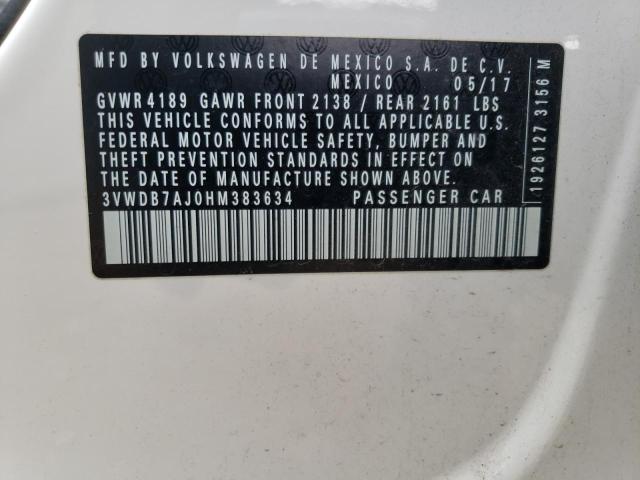 MFD BY VOLKSWAGEN DE MEXICO S.A. DE C.V.
MEXICO 05/17
GVWR 4189 GAWR FRONT 2138 / REAR 2161 LBS
THIS VEHICLE CONFORMS TO ALL APPLICABLE U.S.
FEDERAL MOTOR VEHICLE SAFETY, BUMPER AND
THEFT PREVENTION STANDARDS IN EFFECT ON THE
DATE OF MANUFACTURE SHOWN ABOVE.
3VWDB7AJ0HM383634 PASSENGER CAR
1926127 3156 M